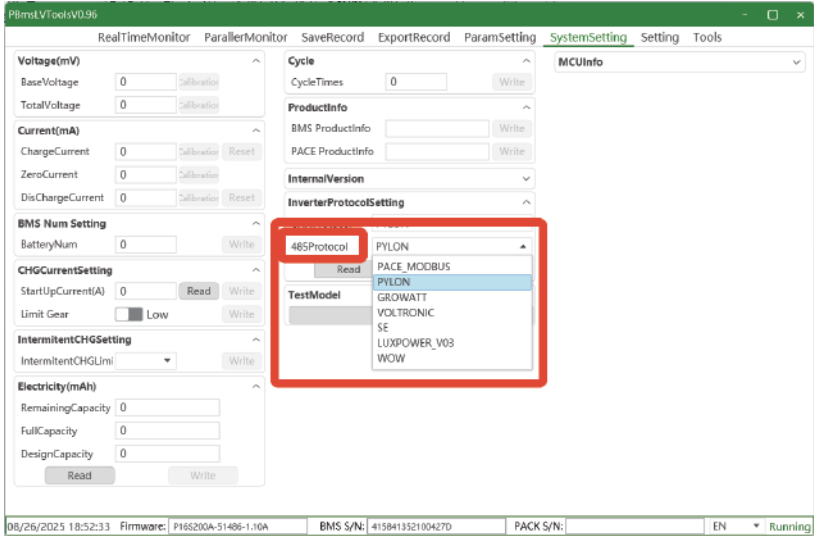 PBmsLVToolsV0.96
RealTimeMonitor ParallerMonitor SaveRecord ExportRecord ParamSetting SystemSetting Setting Tools
Voltage(mV)
BaseVoltage 0 Calibration
TotalVoltage 0 Calibration
Current(mA)
ChargeCurrent 0 Calibration Reset
ZeroCurrent 0 Calibration
DisChargeCurrent 0 Calibration Reset
BMS Num Setting
BatteryNum 0 Write
CHGCurrentSetting
StartUpCurrent(A) 0 Read Write
Limit Gear Low Write
IntermitentCHGSetting
IntermitentCHGLimi Write
Electricity(mAh)
RemainingCapacity 0
FullCapacity 0
DesignCapacity 0
Read Write
Cycle
CycleTimes 0 Write
ProductInfo
BMS ProductInfo Write
PACE ProductInfo Write
InternalVersion
InverterProtocolSetting
485Protocol PYLON
Read
PACE_MODBUS
PYLON
GROWATT
VOLTRONIC
SE
LUXPOWER_V03
WOW
TestModel
MCUInfo
08/26/2025 18:52:33 Firmware: P16S200A-51486-1.10A BMS S/N: 415841352100427D PACK S/N: EN Running